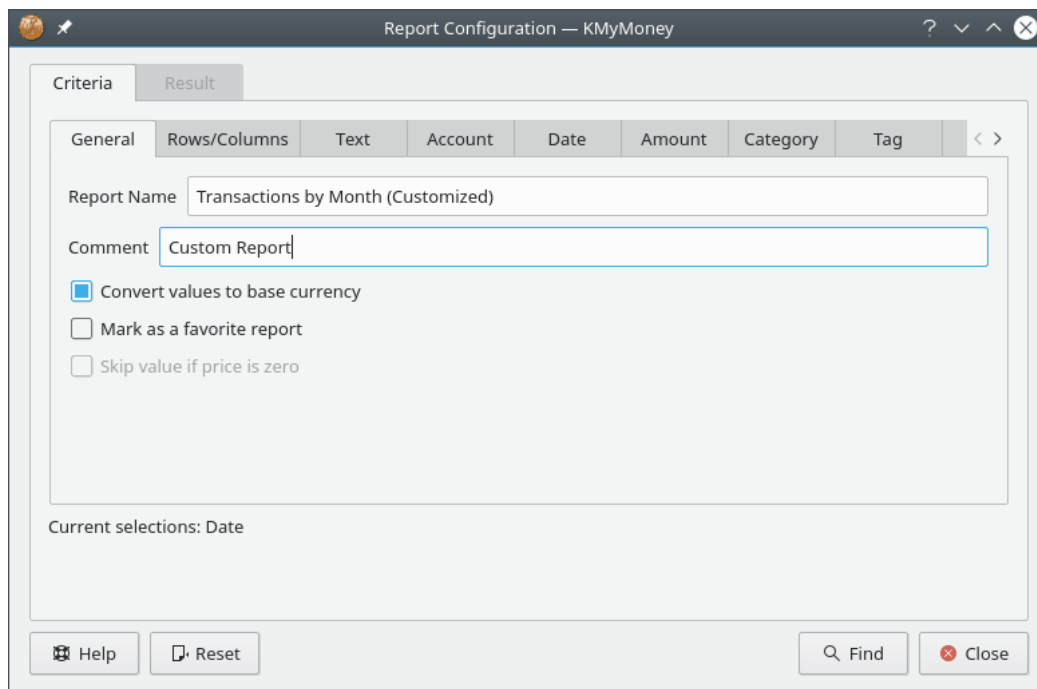 Report Configuration — KMyMoney
Criteria Result
General Rows/Columns Text Account Date Amount Category Tag
Report Name Transactions by Month (Customized)
Comment Custom Report
Convert values to base currency
Mark as a favorite report
Skip value if price is zero
Current selections: Date
Help Reset Find Close